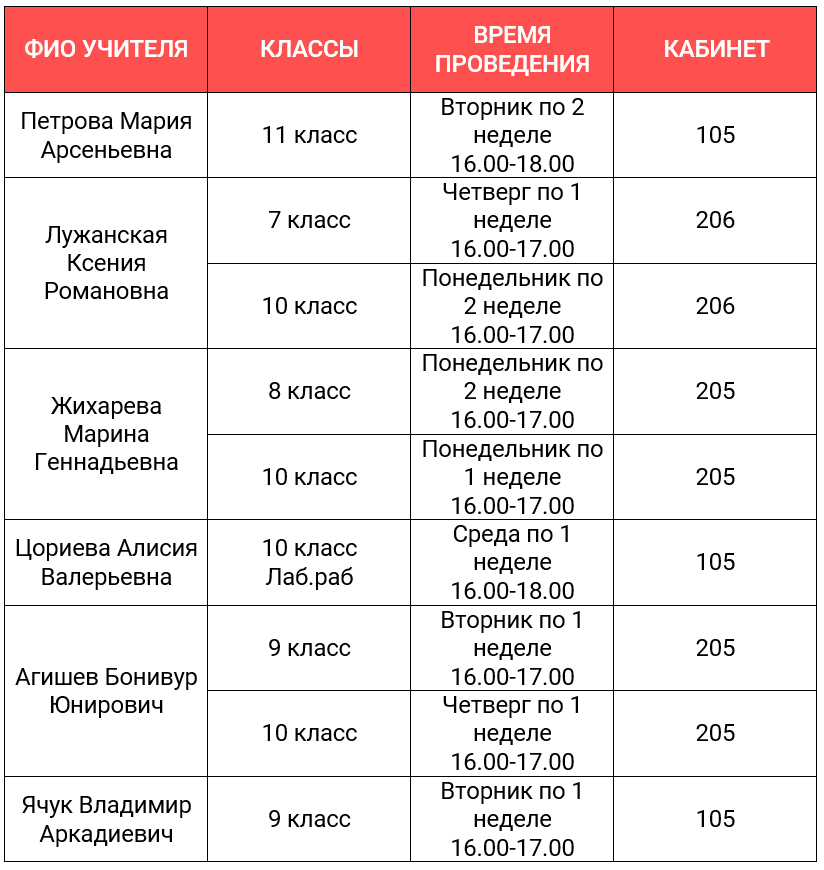 ФИО УЧИТЕЛЯ
КЛАССЫ
ВРЕМЯ
ПРОВЕДЕНИЯ
КАБИНЕТ
Петрова Мария
Арсеньевна
11 класс
Вторник по 2
неделе
16.00-18.00
105
Лужанская
Ксения
Романовна
7 класс
Четверг по 1
неделе
16.00-17.00
206
10 класс
Понедельник по
2 неделе
16.00-17.00
206
Жихарева
Марина
Геннадьевна
8 класс
Понедельник по
2 неделе
16.00-17.00
205
10 класс
Понедельник по
1 неделе
16.00-17.00
205
Цориева Алисия
Валерьевна
10 класс
Лаб.раб
Среда по 1
неделе
16.00-18.00
105
Агишев Бонивур
Юнирович
9 класс
Вторник по 1
неделе
16.00-17.00
205
10 класс
Четверг по 1
неделе
16.00-17.00
205
Ячук Владимир
Аркадиевич
9 класс
Вторник по 1
неделе
16.00-17.00
105